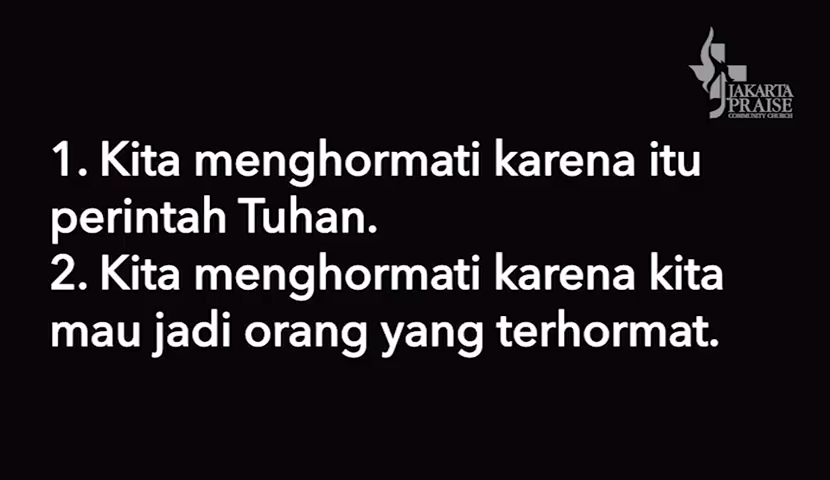 JAKARTA
PRAISE
COMMUNITY CHURCH
1. Kita menghormati karena itu
perintah Tuhan.
2. Kita menghormati karena kita
mau jadi orang yang terhormat.